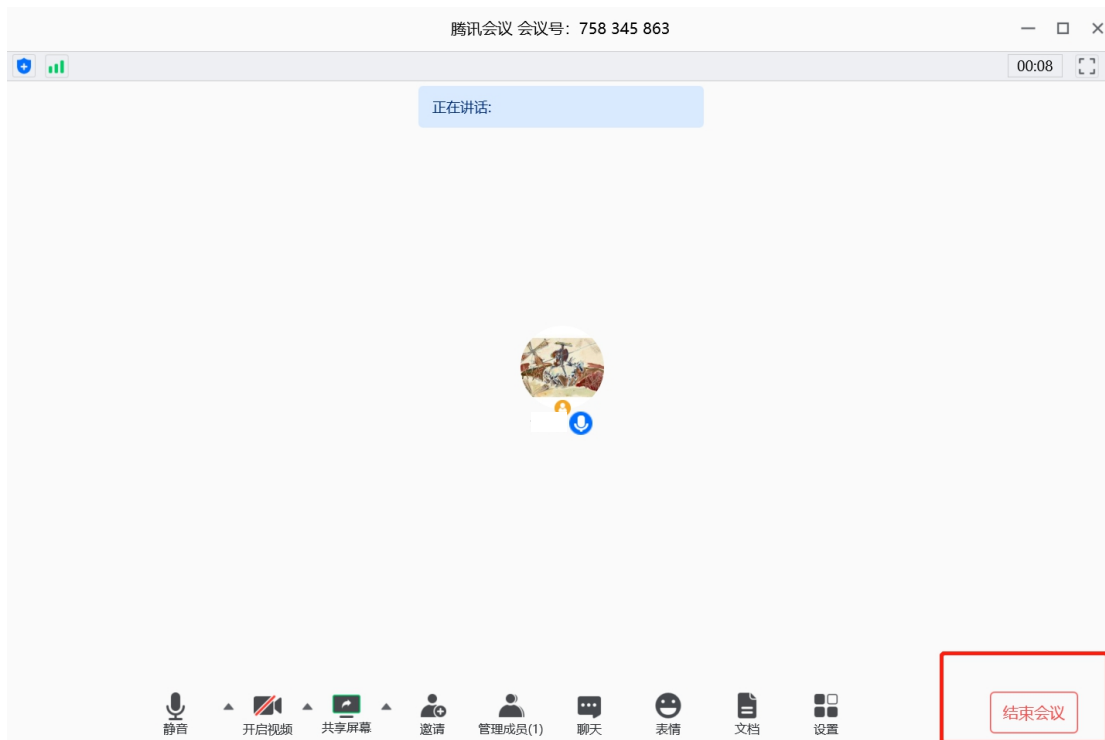 腾讯会议 会议号：758 345 863
00:08
正在讲话:
静音
开启视频
共享屏幕
邀请
管理成员(1)
聊天
表情
文档
设置
结束会议